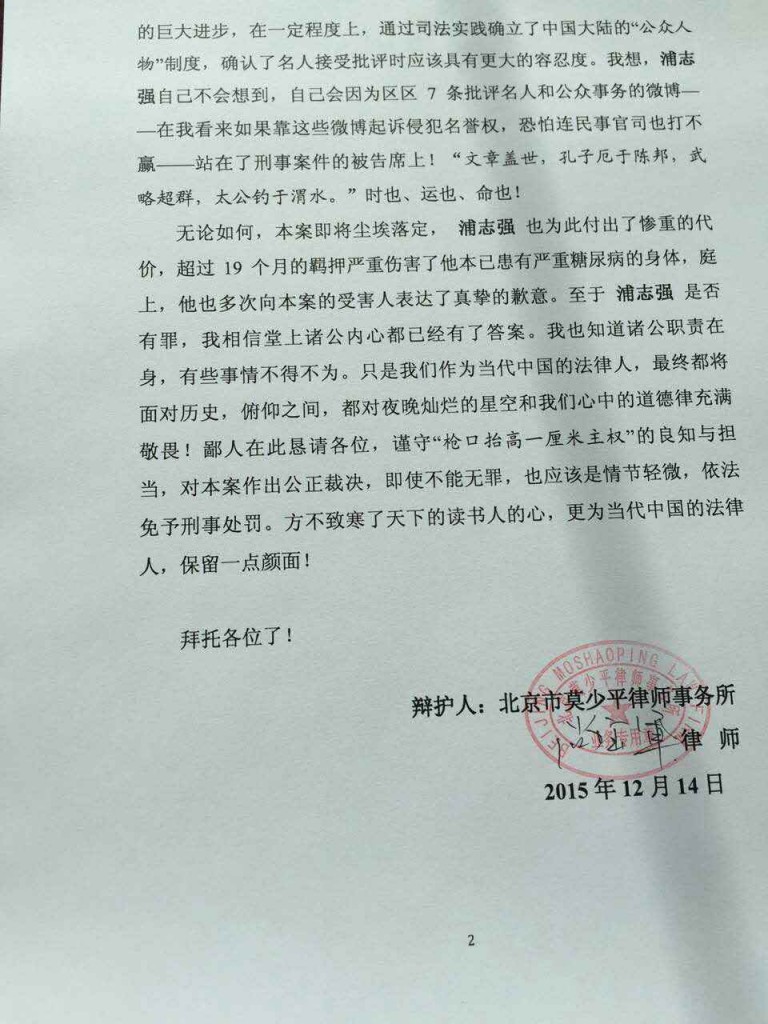 的巨大进步，在一定程度上，通过司法实践确立了中国大陆的“公众人
物”制度，确认了名人接受批评时应该具有更大的容忍度。我想，浦志
强自己不会想到，自己会因为区区 7 条批评名人和公众事务的微博—
—在我看来如果靠这些微博起诉侵犯名誉权，恐怕连民事官司也打不
赢——站在了刑事案件的被告席上！“文章盖世，孔子厄于陈邦，武
略超群，太公钓于渭水。”时也、运也、命也！
无论如何，本案即将尘埃落定， 浦志强 也为此付出了惨重的代
价，超过 19 个月的羁押严重伤害了他本已患有严重糖尿病的身体，庭
上，他也多次向本案的受害人表达了真挚的歉意。至于 浦志强 是否
有罪，我相信堂上诸公内心都已经有了答案。我也知道诸公职责在
身，有些事情不得不为。只是我们作为当代中国的法律人，最终都将
面对历史，俯仰之间，都对夜晚灿烂的星空和我们心中的道德律充满
敬畏！鄙人在此恳请各位，谨守“枪口抬高一厘米主权”的良知与担
当，对本案作出公正裁决，即使不能无罪，也应该是情节轻微，依法
免予刑事处罚。方不致寒了天下的读书人的心，更为当代中国的法律
人，保留一点颜面！
拜托各位了！
BEIJING MOSHAOPING LAW FIRM
辩护人：北京市莫少平律师事务所
业务专用章
律 师
2015 年 12 月 14 日
2